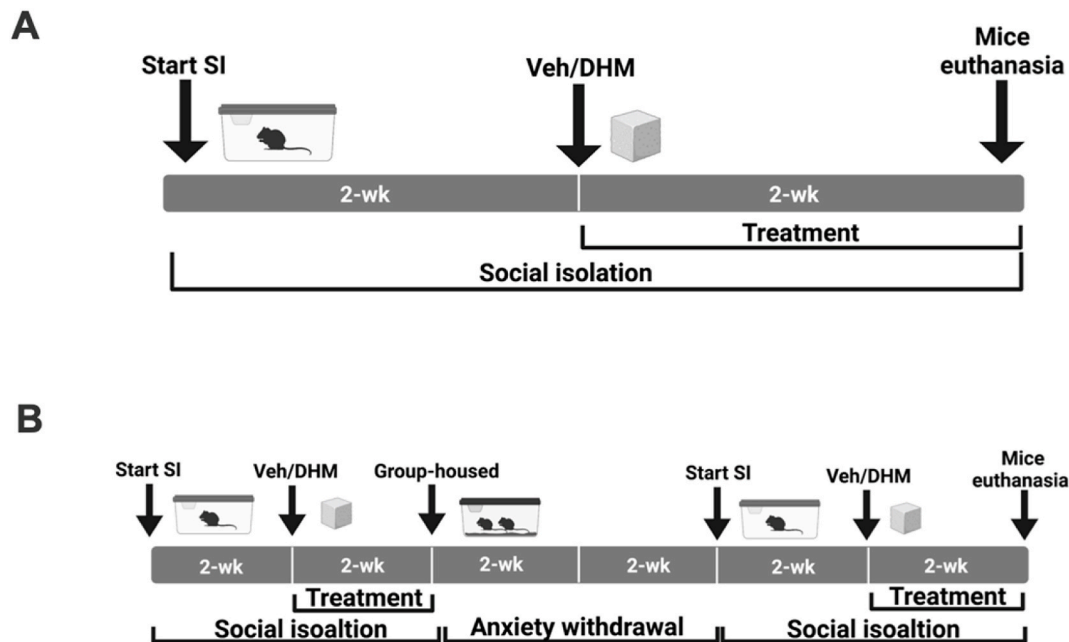 A
Start SI
Veh/DHM
Mice
euthanasia
2-wk
2-wk
Treatment
Social isolation
B
Start SI
Veh/DHM
Group-housed
Start SI
Veh/DHM
Mice
euthanasia
2-wk
2-wk
2-wk
2-wk
2-wk
2-wk
Treatment
Treatment
Social isoaltion
Anxiety withdrawal
Social isolation